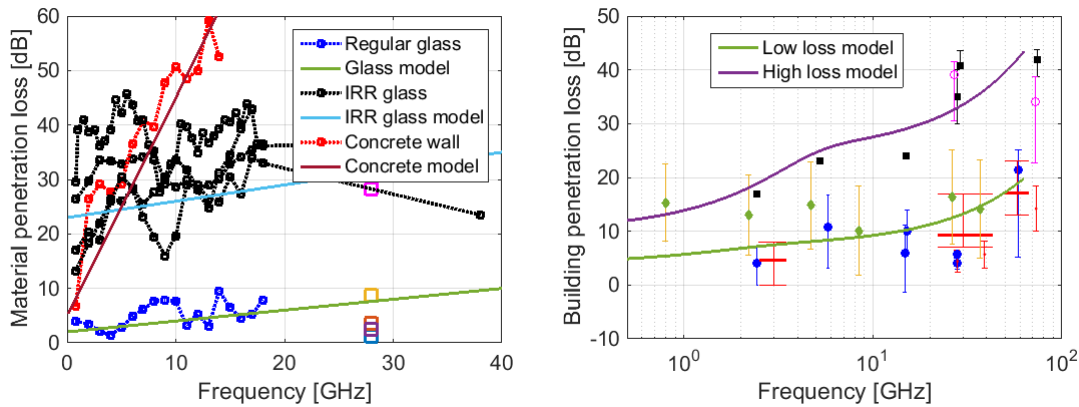 Material penetration loss [dB]
60
50
40
30
20
10
0
0
10
20
30
40
Frequency [GHz]
Regular glass
Glass model
IRR glass
IRR glass model
Concrete wall
Concrete model
Building penetration loss [dB]
50
40
30
20
10
0
-10
10^0
10^1
10^2
Frequency [GHz]
Low loss model
High loss model